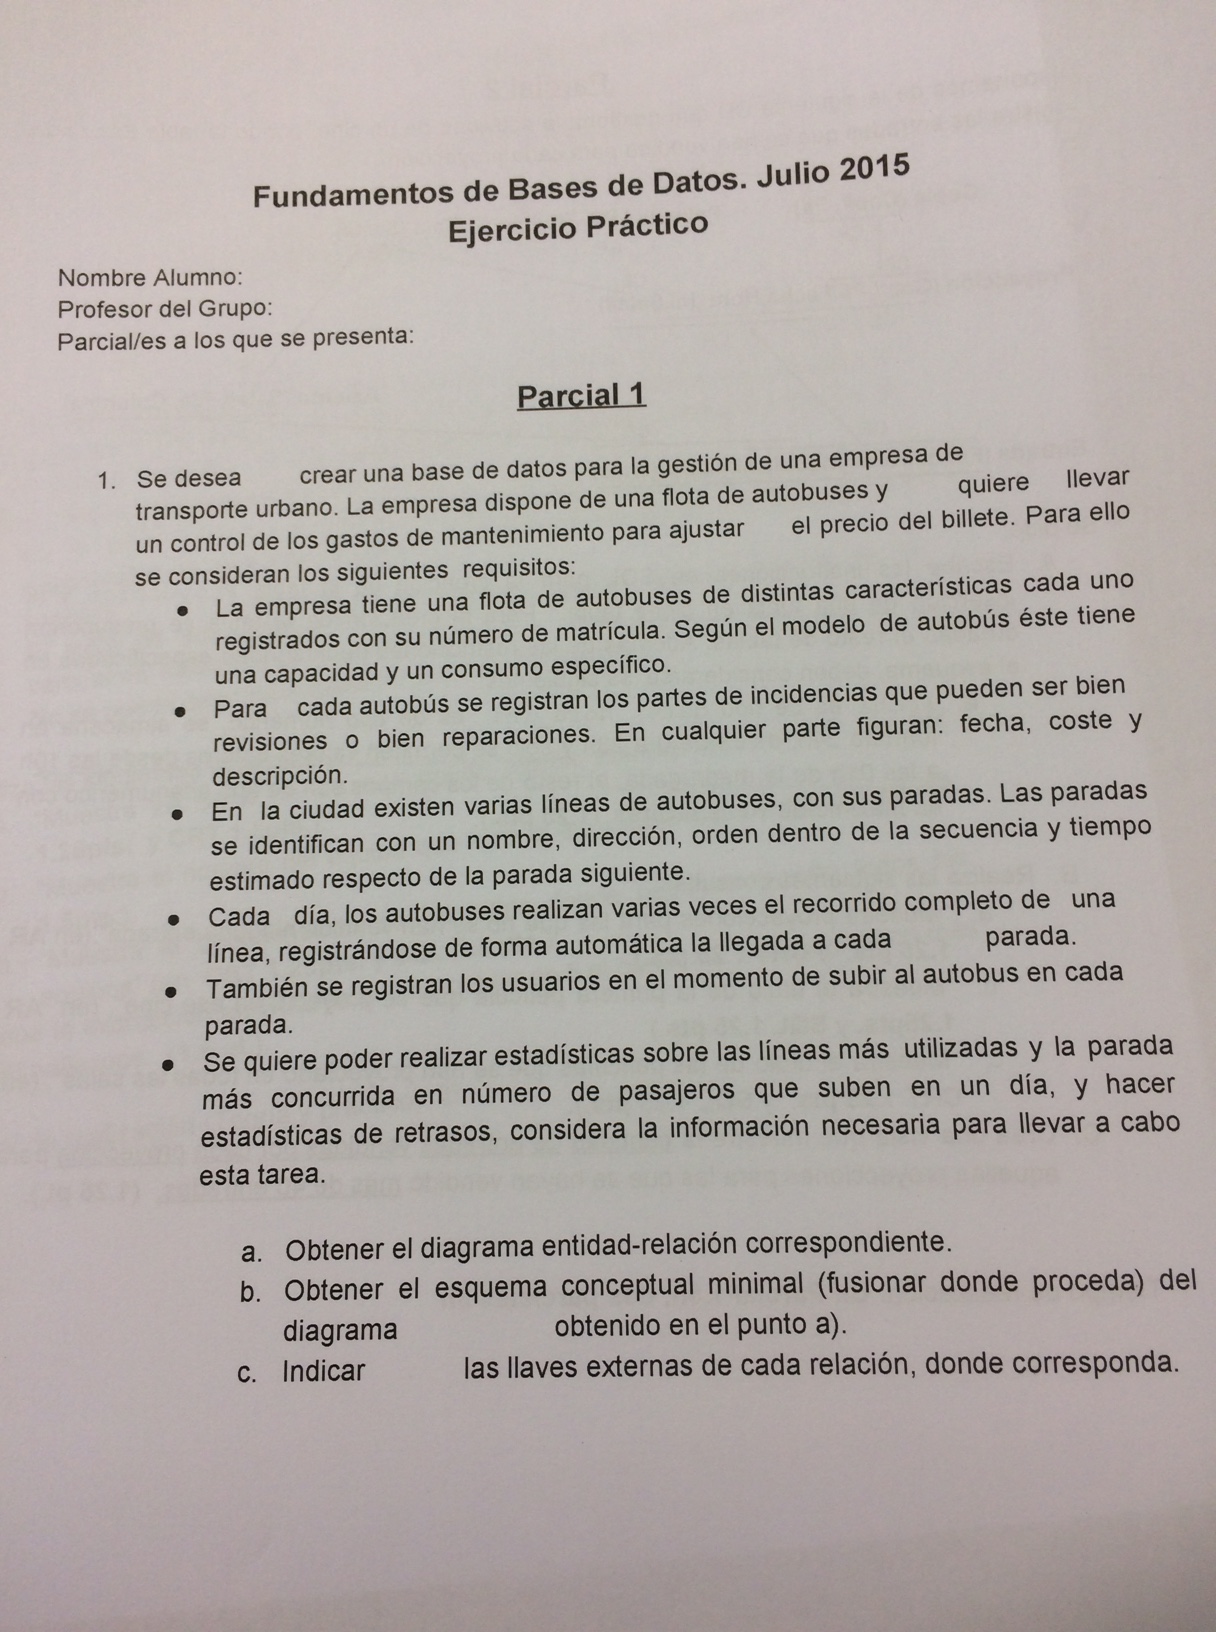 Fundamentos de Bases de Datos. Julio 2015
Ejercicio Práctico
Nombre Alumno:
Profesor del Grupo:
Parcial/es a los que se presenta:
Parcial 1
1. Se desea crear una base de datos para la gestión de una empresa de
transporte urbano. La empresa dispone de una flota de autobuses y quiere llevar
un control de los gastos de mantenimiento para ajustar el precio del billete. Para ello
se consideran los siguientes requisitos:
• La empresa tiene una flota de autobuses de distintas características cada uno
registrados con su número de matrícula. Según el modelo de autobús éste tiene
una capacidad y un consumo específico.
• Para cada autobús se registran los partes de incidencias que pueden ser bien
revisiones o bien reparaciones. En cualquier parte figuran: fecha, coste y
descripción.
• En la ciudad existen varias líneas de autobuses, con sus paradas. Las paradas
se identifican con un nombre, dirección, orden dentro de la secuencia y tiempo
estimado respecto de la parada siguiente.
• Cada día, los autobuses realizan varias veces el recorrido completo de una
línea, registrándose de forma automática la llegada a cada parada.
• También se registran los usuarios en el momento de subir al autobus en cada
parada.
• Se quiere poder realizar estadísticas sobre las líneas más utilizadas y la parada
más concurrida en número de pasajeros que suben en un día, y hacer
estadísticas de retrasos, considera la información necesaria para llevar a cabo
esta tarea.
a. Obtener el diagrama entidad-relación correspondiente.
b. Obtener el esquema conceptual minimal (fusionar donde proceda) del
diagrama obtenido en el punto a).
c. Indicar las llaves externas de cada relación, donde corresponda.